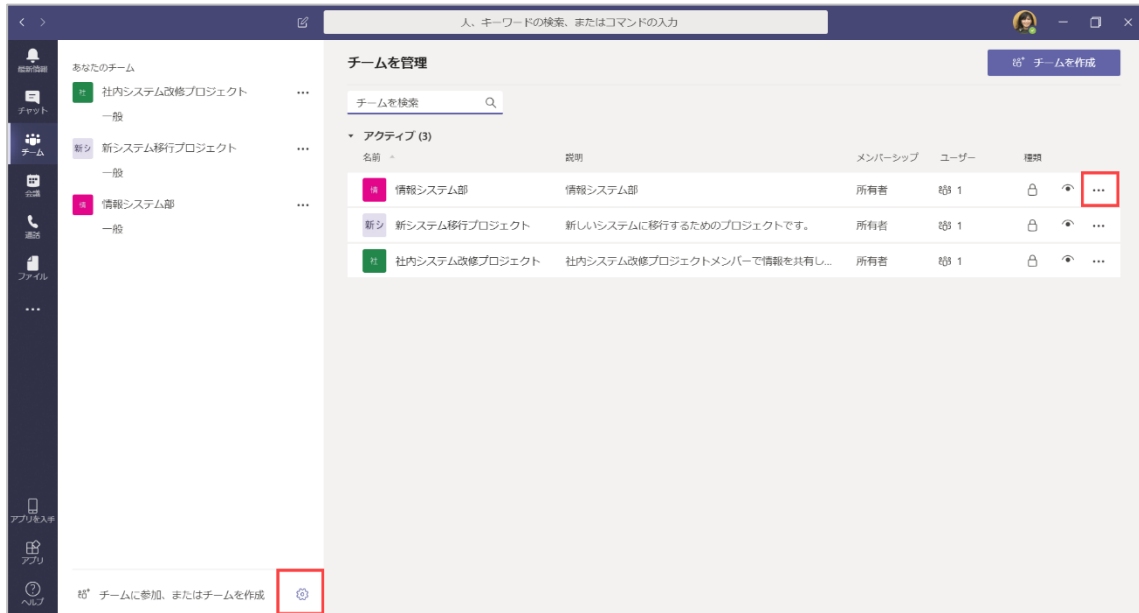 人、キーワードの検索、またはコマンドの入力
最新情報
チャット
チーム
会議
通話
ファイル
アプリを入手
アプリ
ヘルプ
あなたのチーム
社 社内システム改修プロジェクト
一般
新シ 新システム移行プロジェクト
一般
情 情報システム部
一般
チームに参加、またはチームを作成
チームを管理
チームを作成
チームを検索
アクティブ (3)
名前 説明 メンバーシップ ユーザー 種類
情 情報システム部 情報システム部 所有者 1
新シ 新システム移行プロジェクト 新しいシステムに移行するためのプロジェクトです。 所有者 1
社 社内システム改修プロジェクト 社内システム改修プロジェクトメンバーで情報を共有し... 所有者 1